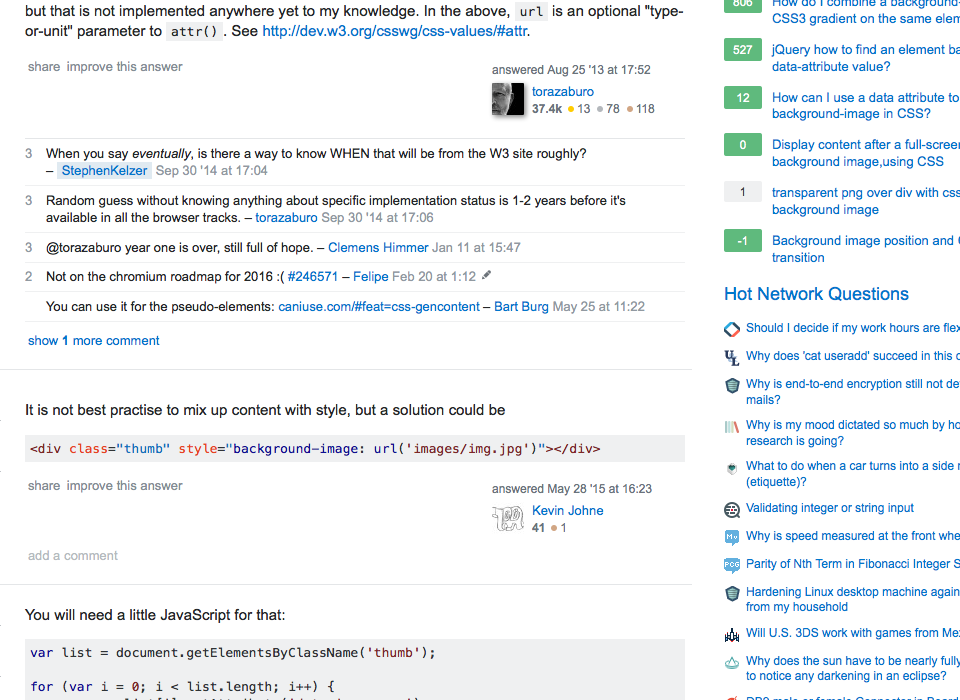 but that is not implemented anywhere yet to my knowledge. In the above, url is an optional "type-
or-unit" parameter to attr() . See http://dev.w3.org/csswg/css-values/#attr.
share improve this answer
answered Aug 25 '13 at 17:52
torazaburo
37.4k 13 78 118
3 When you say eventually, is there a way to know WHEN that will be from the W3 site roughly?
– StephenKelzer Sep 30 '14 at 17:04
3 Random guess without knowing anything about specific implementation status is 1-2 years before it's
available in all the browser tracks. – torazaburo Sep 30 '14 at 17:06
3 @torazaburo year one is over, still full of hope. – Clemens Himmer Jan 11 at 15:47
2 Not on the chromium roadmap for 2016 :( #246571 – Felipe Feb 20 at 1:12
You can use it for the pseudo-elements: caniuse.com/#feat=css-gencontent – Bart Burg May 25 at 11:22
show 1 more comment
It is not best practise to mix up content with style, but a solution could be
<div class="thumb" style="background-image: url('images/img.jpg')"></div>
share improve this answer
answered May 28 '15 at 16:23
Kevin Johne
41 1
add a comment
You will need a little JavaScript for that:
var list = document.getElementsByClassName('thumb');
for (var i = 0; i < list.length; i++) {
806 How do I combine a background-
CSS3 gradient on the same elem
527 jQuery how to find an element ba
data-attribute value?
12 How can I use a data attribute to
background-image in CSS?
0 Display content after a full-screen
background image,using CSS
1 transparent png over div with css
background image
-1 Background image position and
transition
Hot Network Questions
Should I decide if my work hours are flex
Why does 'cat useradd' succeed in this c
Why is end-to-end encryption still not de
mails?
Why is my mood dictated so much by ho
research is going?
What to do when a car turns into a side r
(etiquette)?
Validating integer or string input
Why is speed measured at the front whe
Parity of Nth Term in Fibonacci Integer S
Hardening Linux desktop machine again
from my household
Will U.S. 3DS work with games from Mex
Why does the sun have to be nearly fully
to notice any darkening in an eclipse?